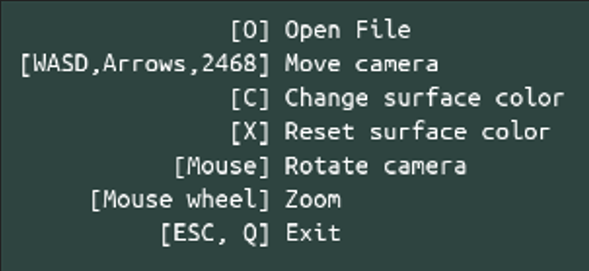 [O] Open File
[WASD,Arrows,2468] Move camera
[C] Change surface color
[X] Reset surface color
[Mouse] Rotate camera
[Mouse wheel] Zoom
[ESC, Q] Exit